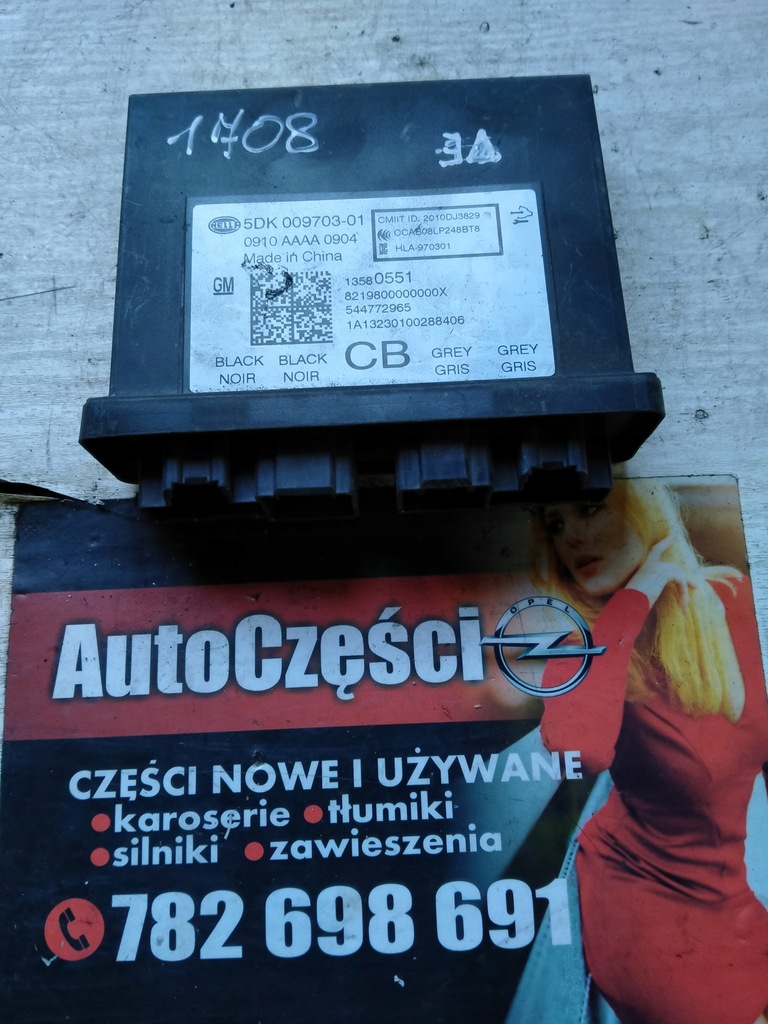 1708
HELLA 5DK 009703-01
0910 AAAA 0904
Made in China
CMIIT ID: 2010DJ3829
CCAB08LP248BT8
HLA-970301
GM
13580551
8219800000000X
544772965
1A13230100288406
BLACK BLACK CB GREY GREY
NOIR NOIR GRIS GRIS
AutoCzęści
OPEL
CZĘŚCI NOWE I UŻYWANE
karoserie tłumiki
silniki zawieszenia
782 698 691